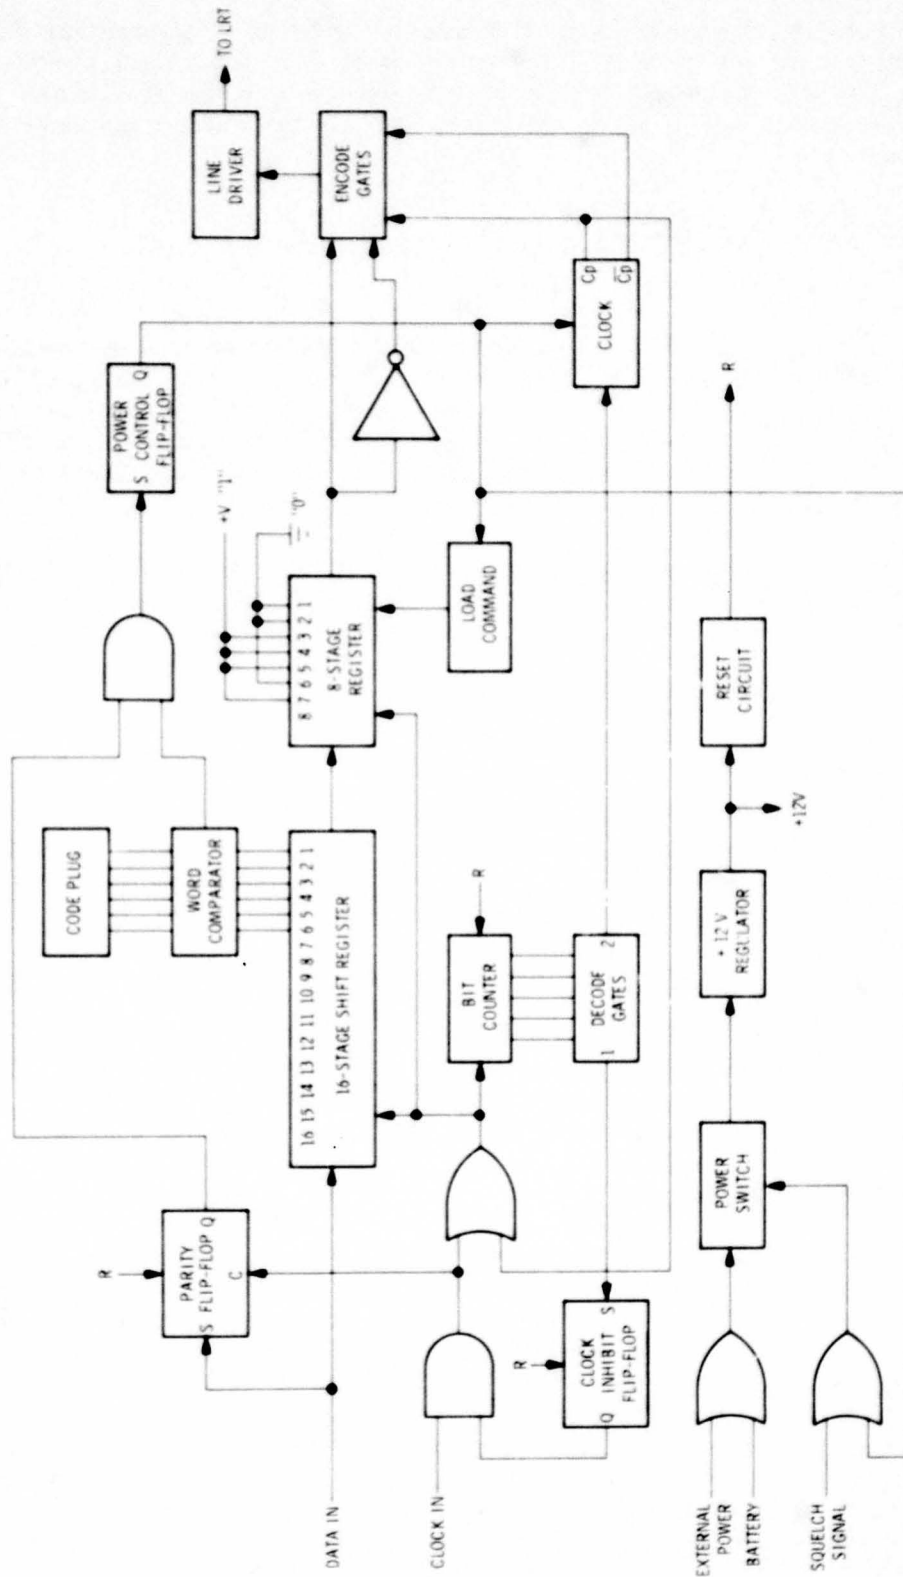 R
PARITY
S FLIP-FLOP Q
C
CODE PLUG
WORD
COMPARATOR
POWER
S CONTROL Q
FLIP-FLOP
LINE
DRIVER
TO LRT
+V "1"
"0"
DATA IN
16 15 14 13 12 11 10 9 8 7 6 5 4 3 2 1
16-STAGE SHIFT REGISTER
8 7 6 5 4 3 2 1
8-STAGE
REGISTER
ENCODE
GATES
CLOCK IN
R
BIT
COUNTER
LOAD
COMMAND
R
CLOCK
Q INHIBIT S
FLIP-FLOP
1 DECODE 2
GATES
CLOCK
Cp
Cp
EXTERNAL
POWER
BATTERY
POWER
SWITCH
+ 12 V
REGULATOR
RESET
CIRCUIT
R
+12V
SQUELCH
SIGNAL